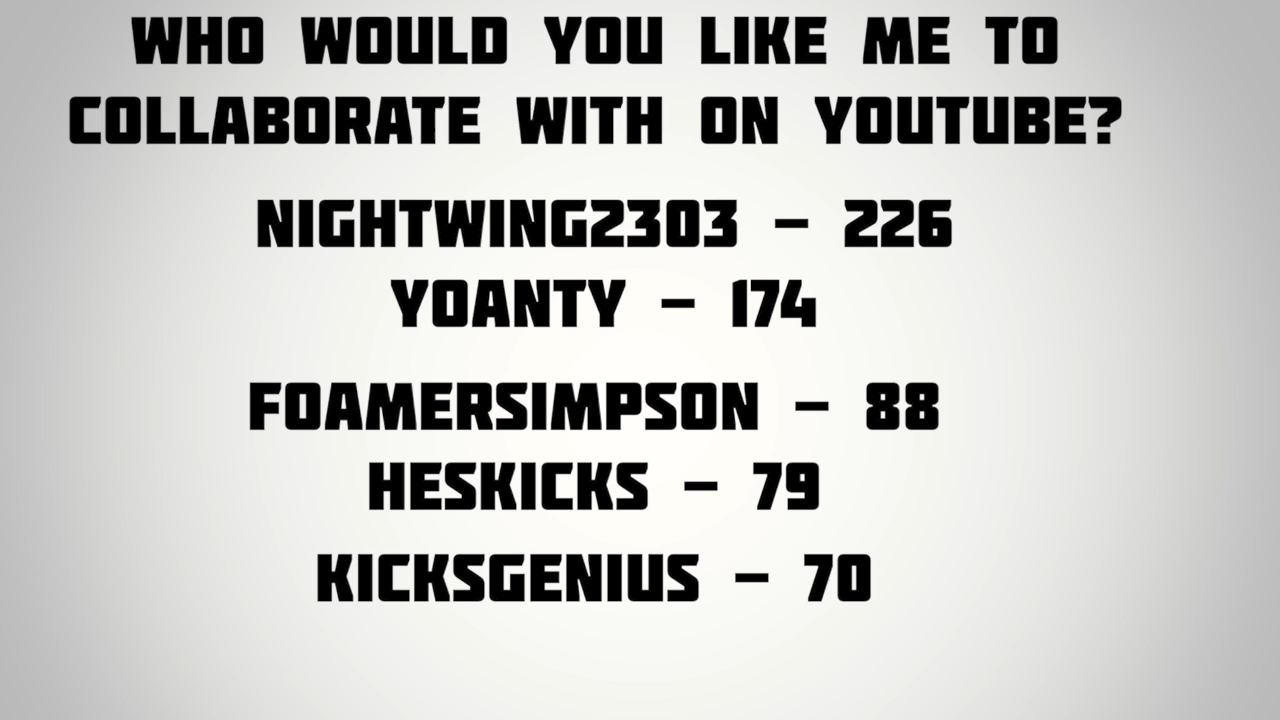 WHO WOULD YOU LIKE ME TO
COLLABORATE WITH ON YOUTUBE?
NIGHTWING2303 – 226
YOANTY – 174
FOAMERSIMPSON – 88
HESKICKS – 79
KICKSGENIUS – 70